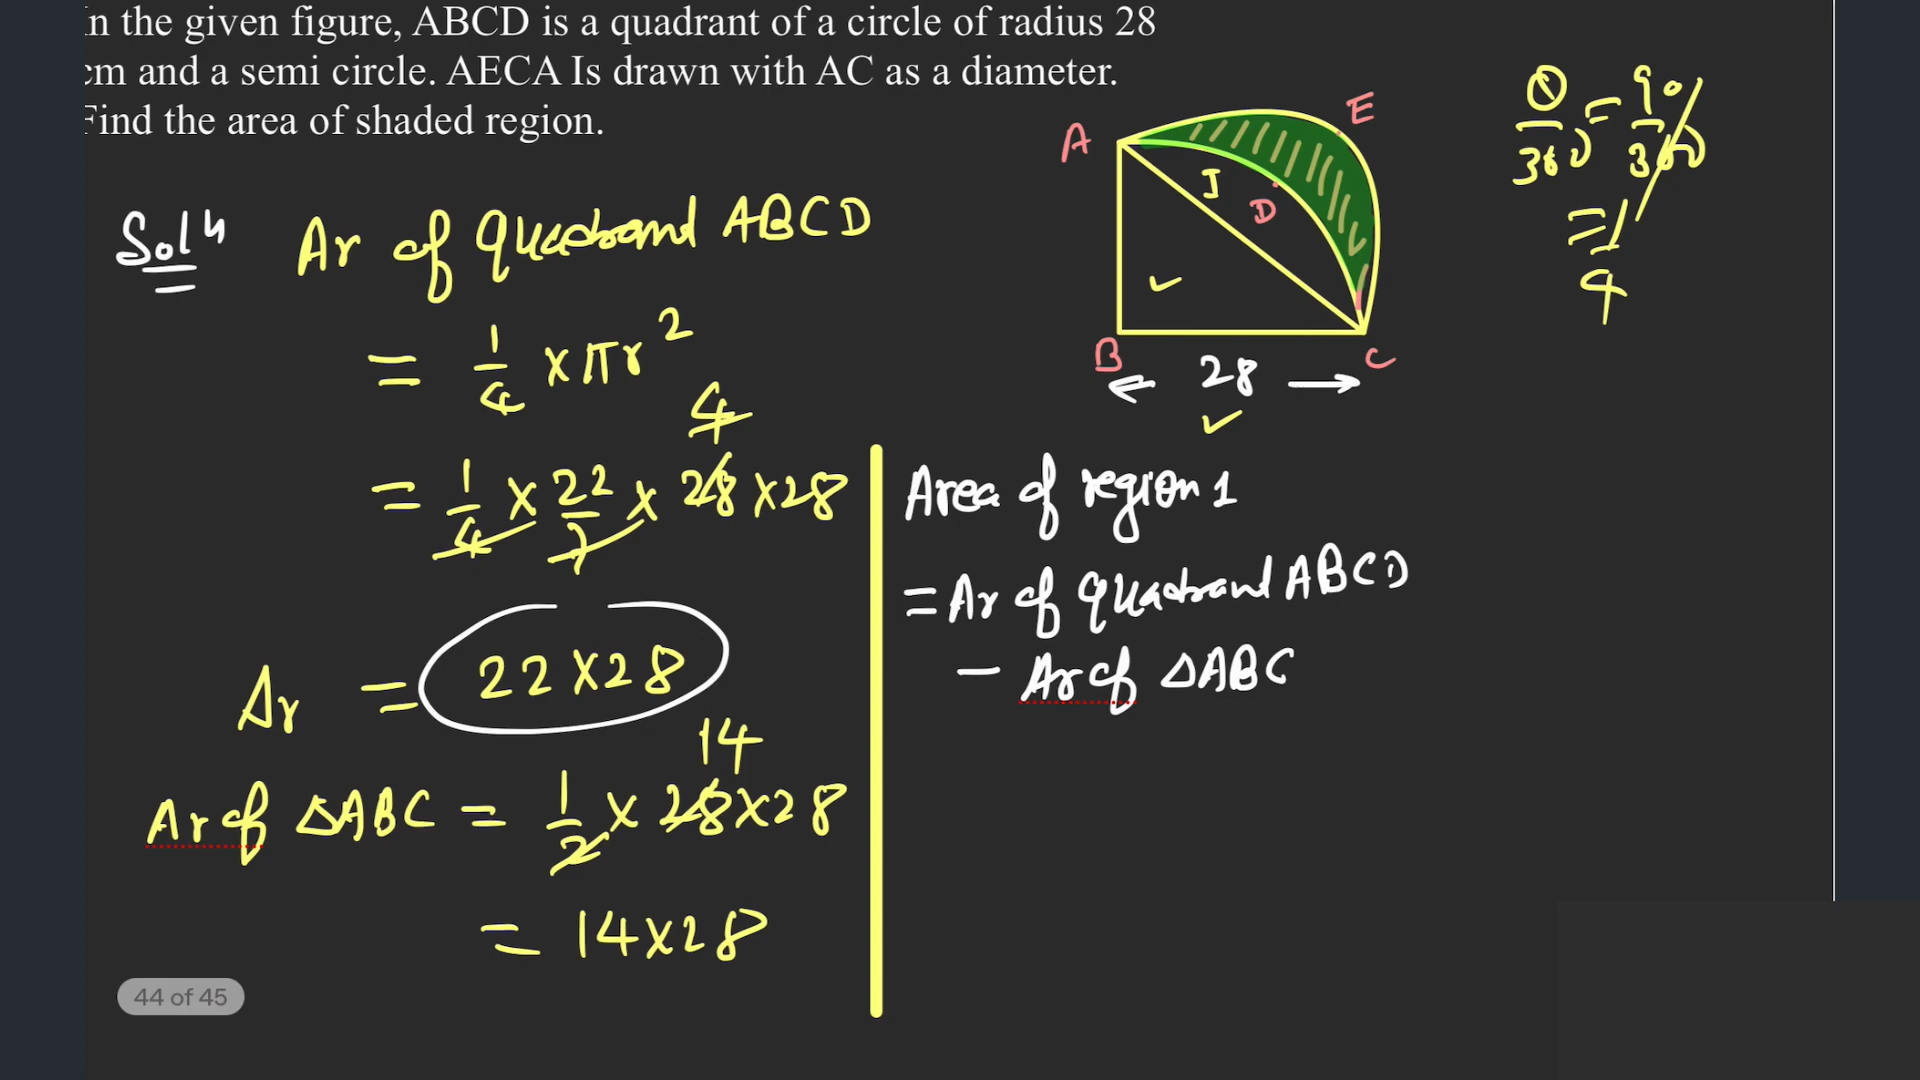 In the given figure, ABCD is a quadrant of a circle of radius 28
cm and a semi circle. AECA Is drawn with AC as a diameter.
Find the area of shaded region.
A
E
I
D
B
C
28
θ/360 = 90/360
= 1/4
Solⁿ Ar of quadrand ABCD
= 1/4 × πr²
4
= 1/4 × 22/7 × 28 × 28
Ar = 22 × 28
14
Ar of △ABC = 1/2 × 28 × 28
= 14 × 28
Area of region 1
= Ar of quadrand ABCD
- Ar of △ABC
44 of 45